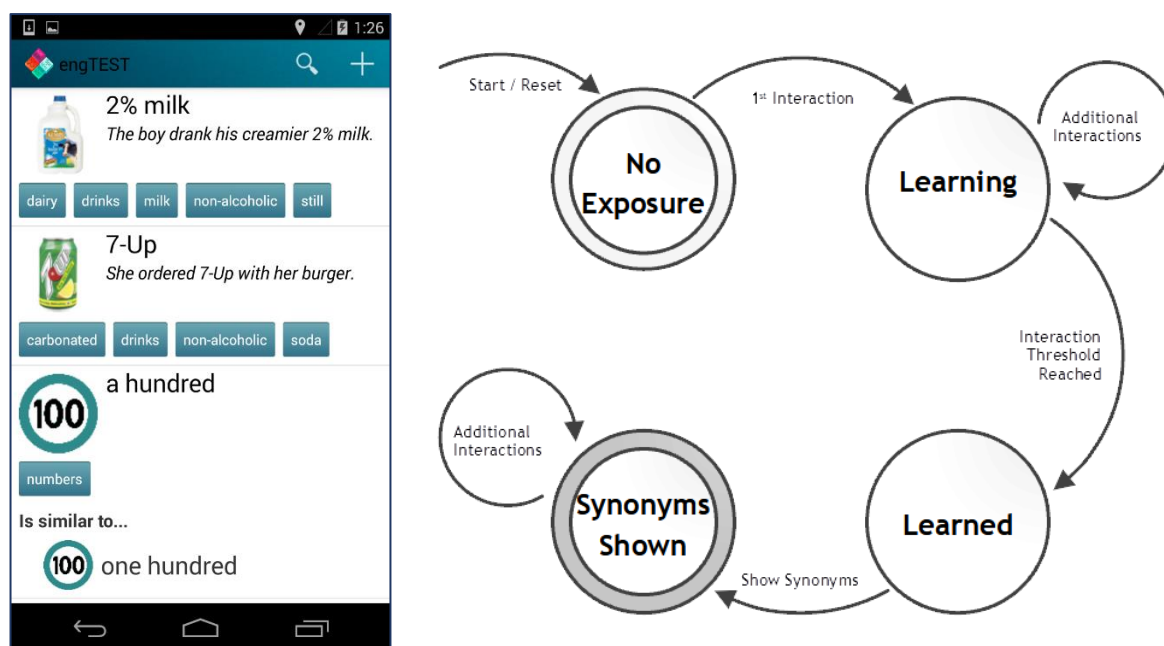 1:26
engTEST
2% milk
The boy drank his creamier 2% milk.
dairy drinks milk non-alcoholic still
7-Up
She ordered 7-Up with her burger.
carbonated drinks non-alcoholic soda
100
a hundred
numbers
Is similar to...
100 one hundred
Start / Reset
No
Exposure
1st Interaction
Learning
Additional
Interactions
Interaction
Threshold
Reached
Learned
Show Synonyms
Synonyms
Shown
Additional
Interactions